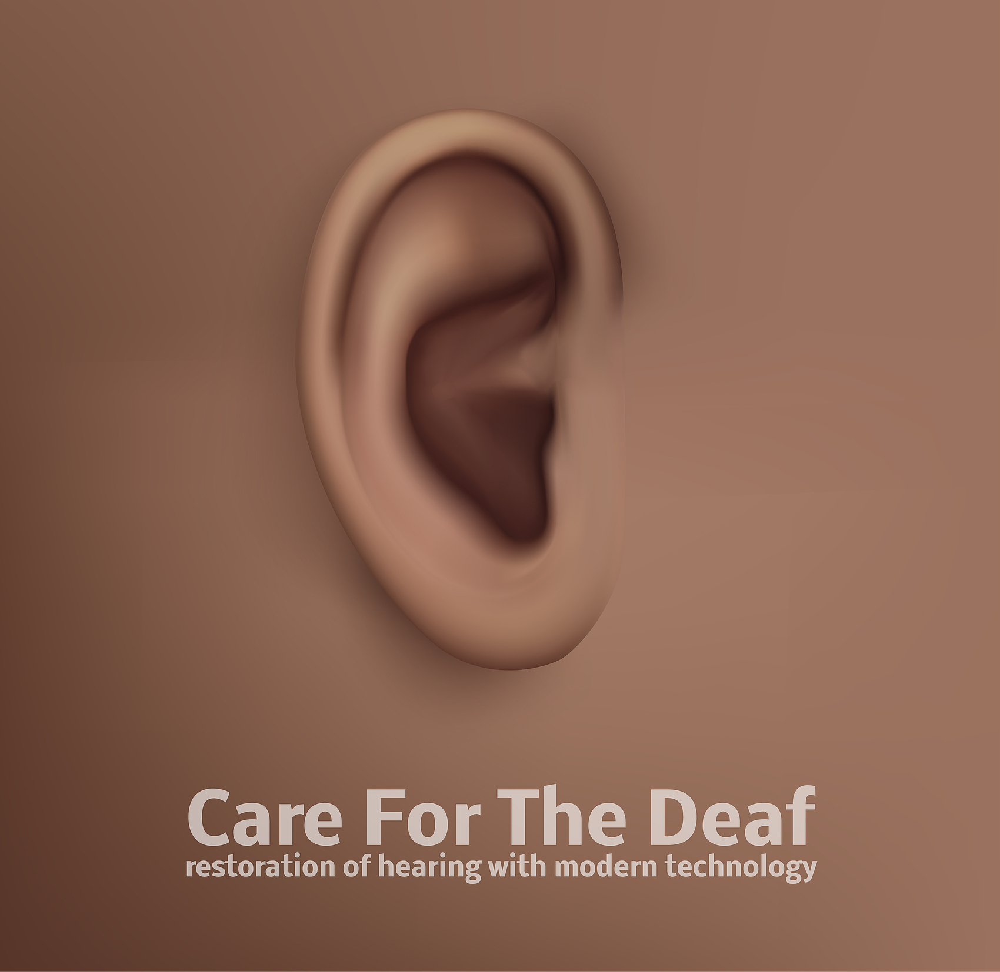 Care For The Deaf
restoration of hearing with modern technology